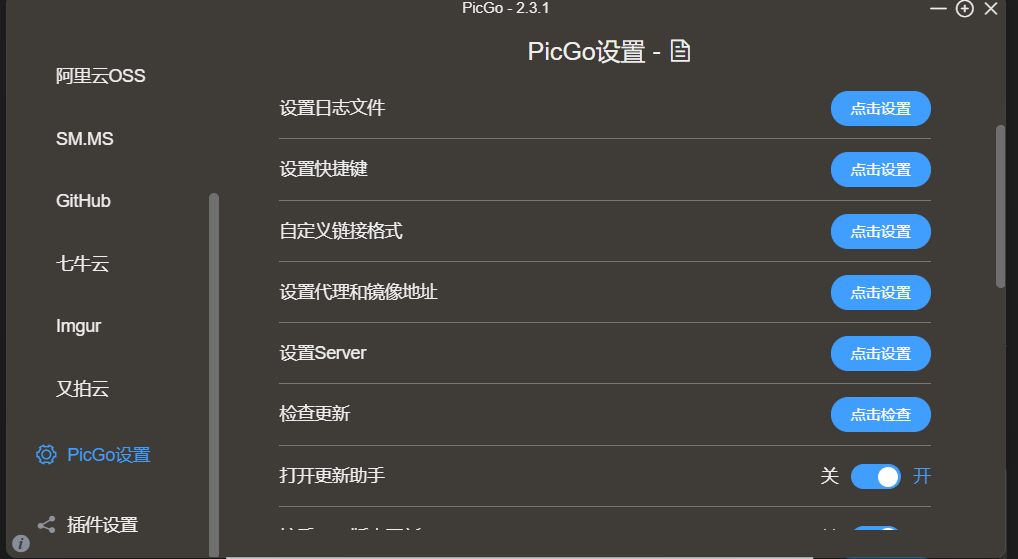 PicGo - 2.3.1
PicGo设置 -
阿里云OSS
SM.MS
GitHub
七牛云
Imgur
又拍云
PicGo设置
插件设置
设置日志文件 点击设置
设置快捷键 点击设置
自定义链接格式 点击设置
设置代理和镜像地址 点击设置
设置Server 点击设置
检查更新 点击检查
打开更新助手 关 开